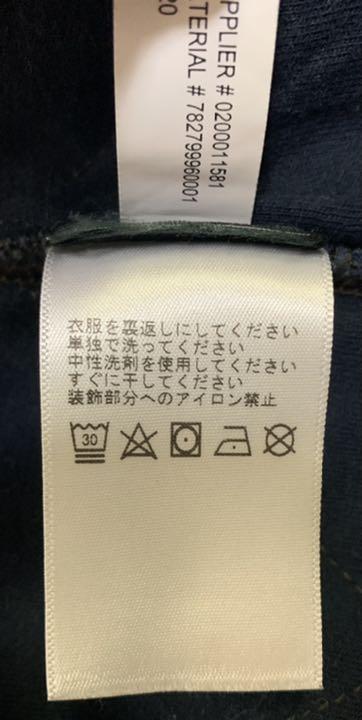 PPLIER # 0200011581
TERIAL # 782799960001
20
衣服を裏返しにしてください
単独で洗ってください
中性洗剤を使用してください
すぐに干してください
装飾部分へのアイロン禁止
30